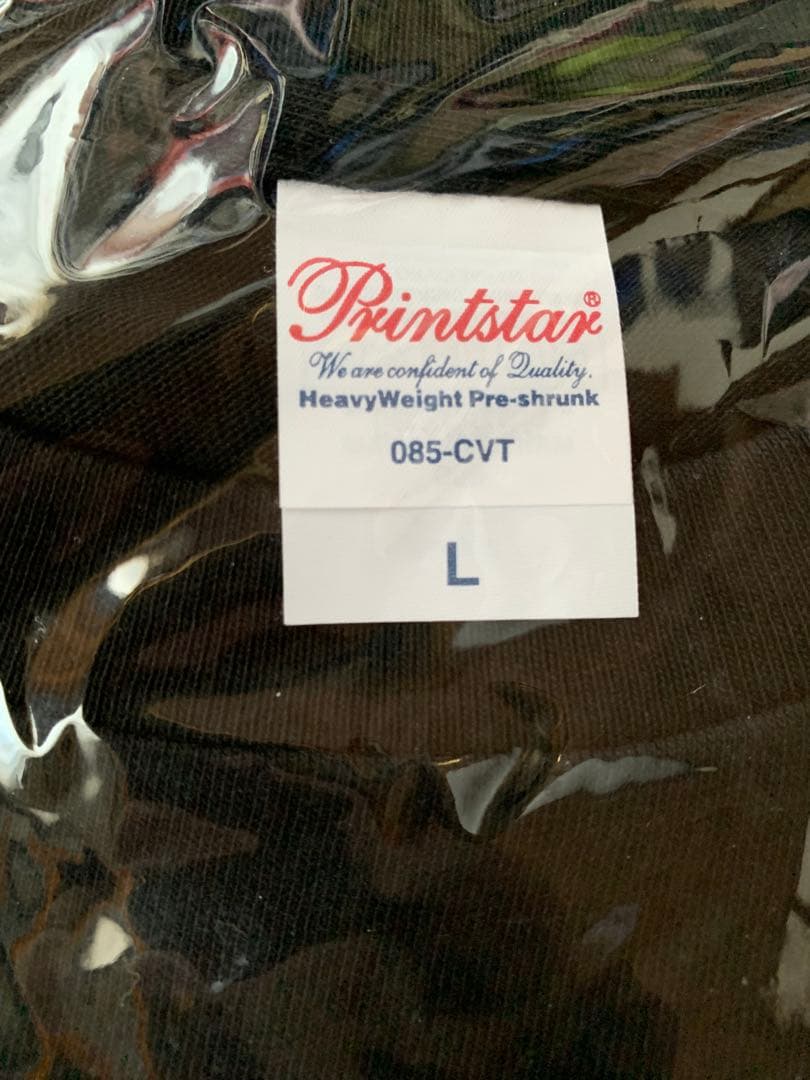 Printstar®
We are confident of Quality.
HeavyWeight Pre-shrunk
085-CVT
L